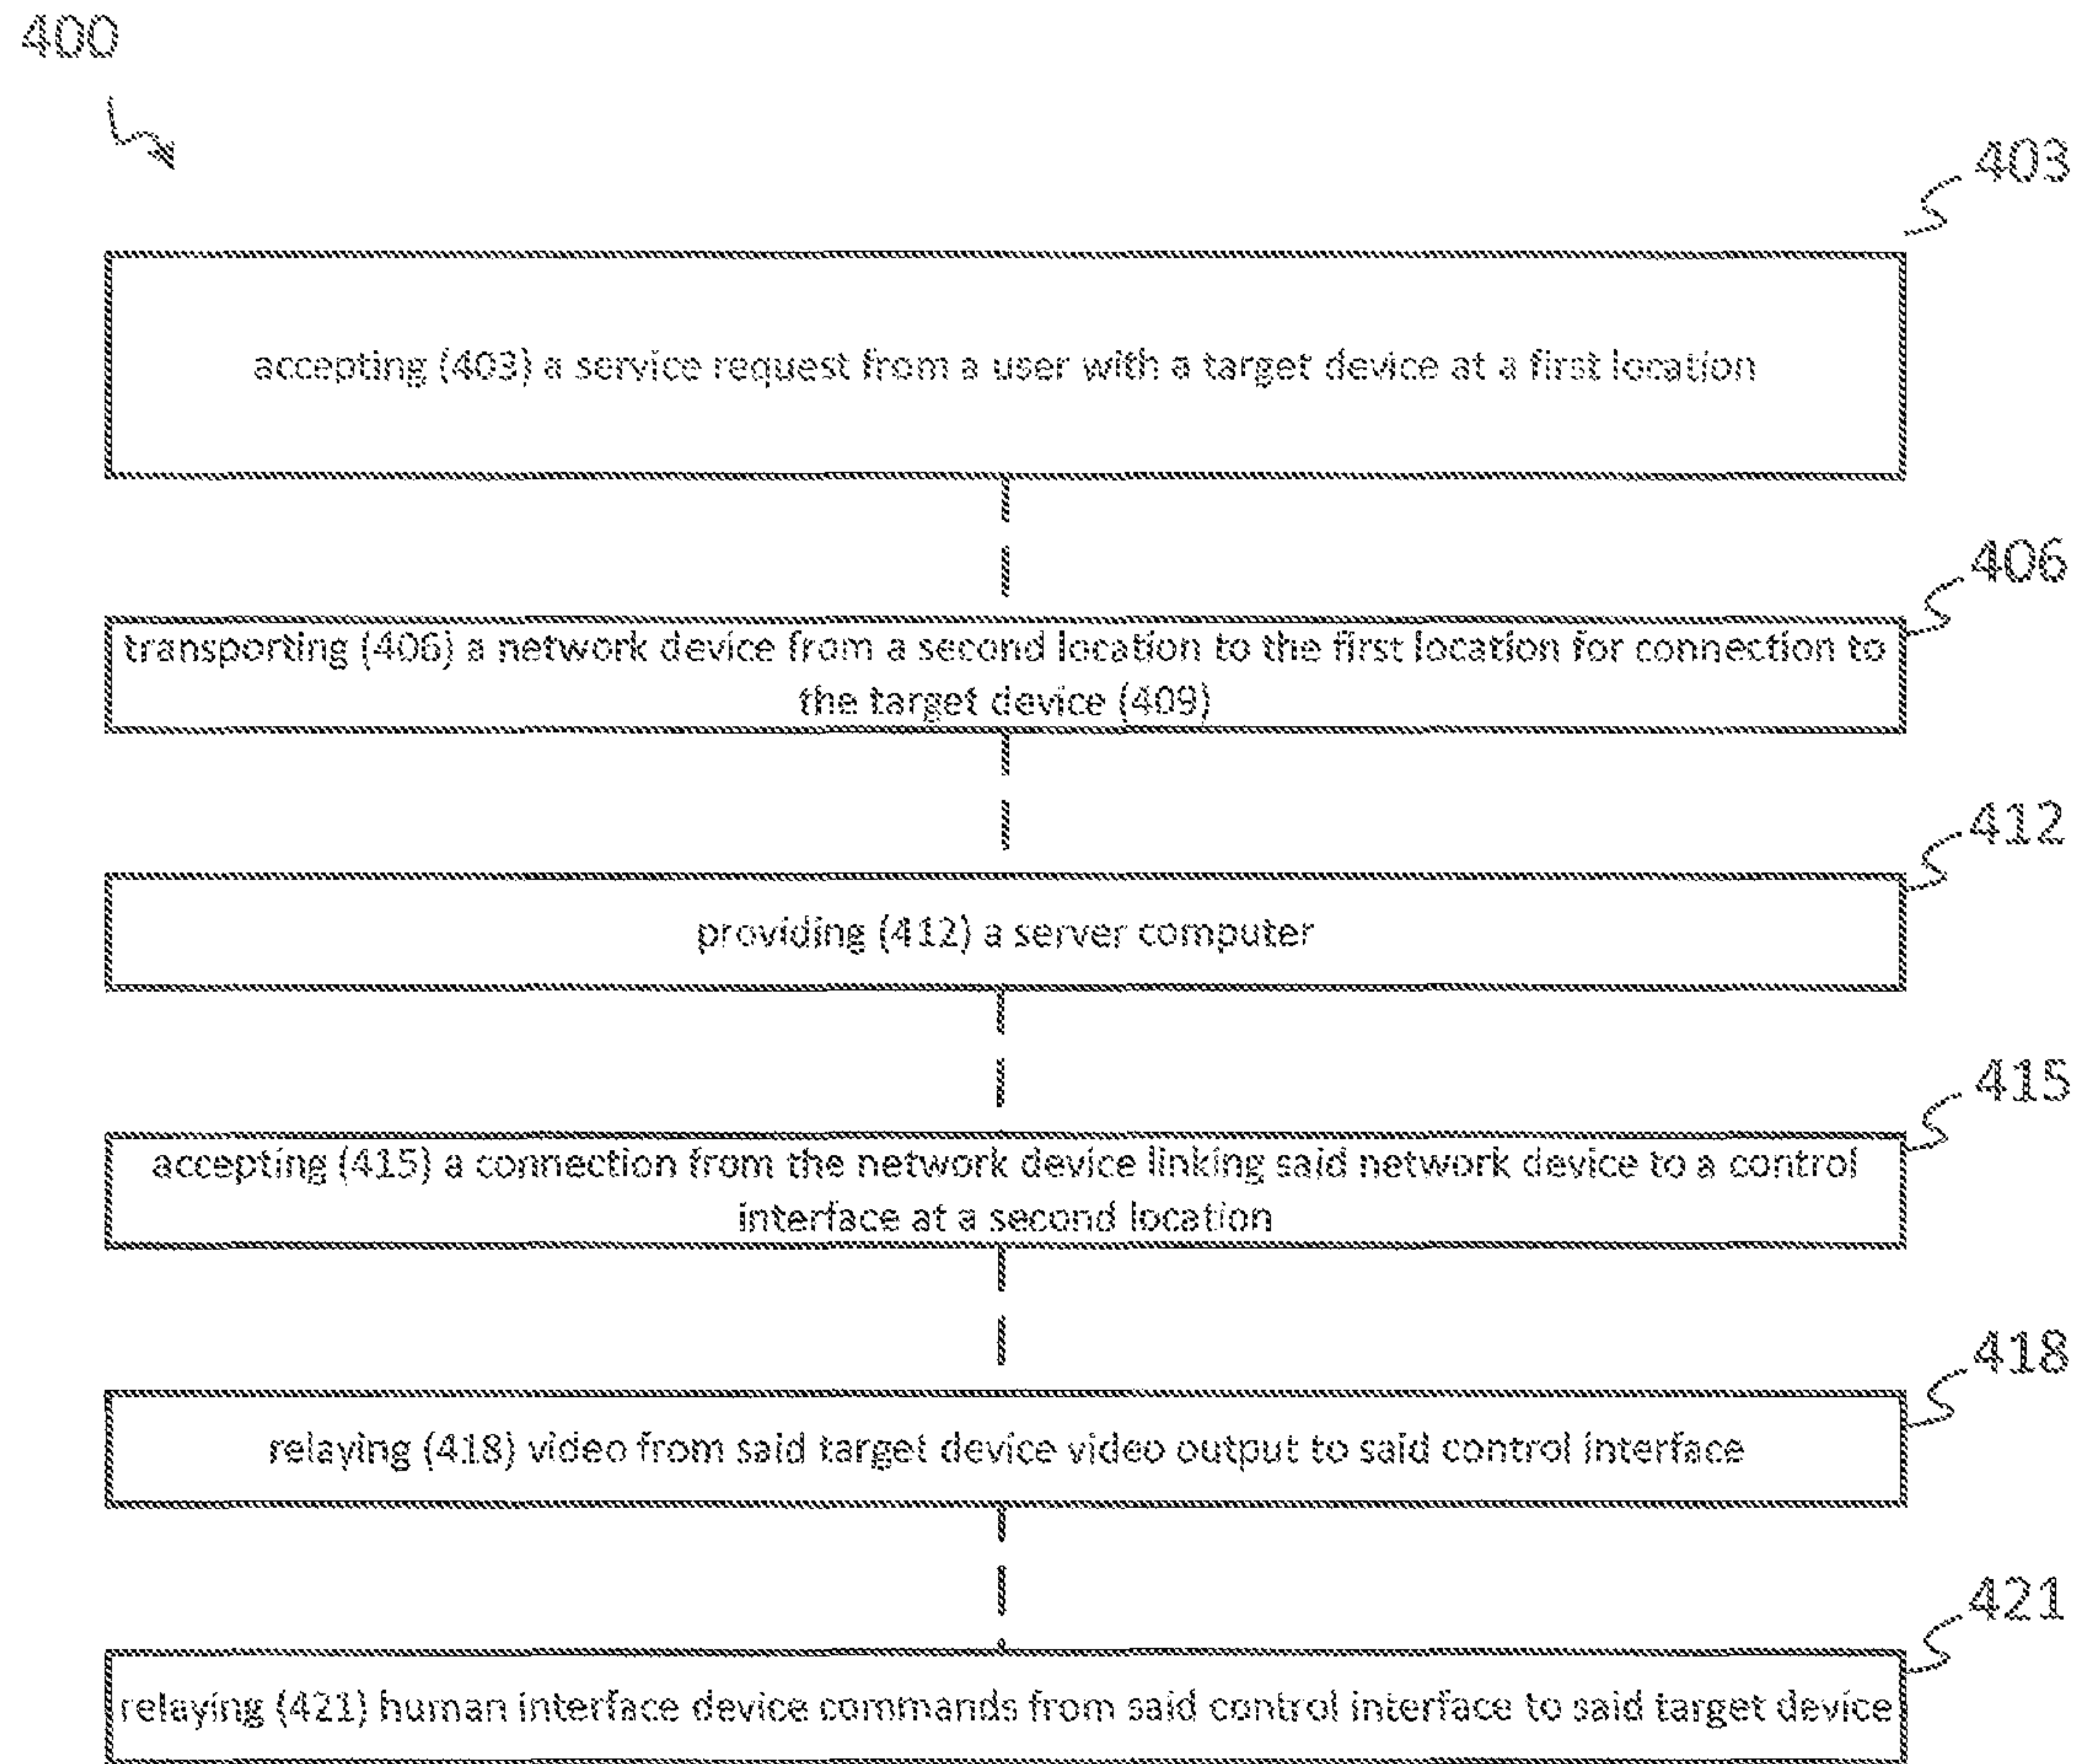 400
403
accepting (403) a service request from a user with a target device at a first location
406
transporting (406) a network device from a second location to the first location for connection to
the target device (409)
412
providing (412) a server computer
415
accepting (415) a connection from the network device linking said network device to a control
interface at a second location
418
relaying (418) video from said target device video output to said control interface
421
relaying (421) human interface device commands from said control interface to said target device